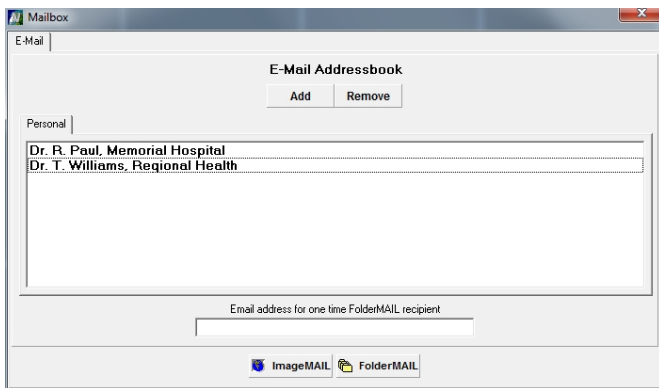 Mailbox
E-Mail
E-Mail Addressbook
Add Remove
Personal
Dr. R. Paul, Memorial Hospital
Dr. T. Williams, Regional Health
Email address for one time FolderMAIL recipient
ImageMAIL FolderMAIL